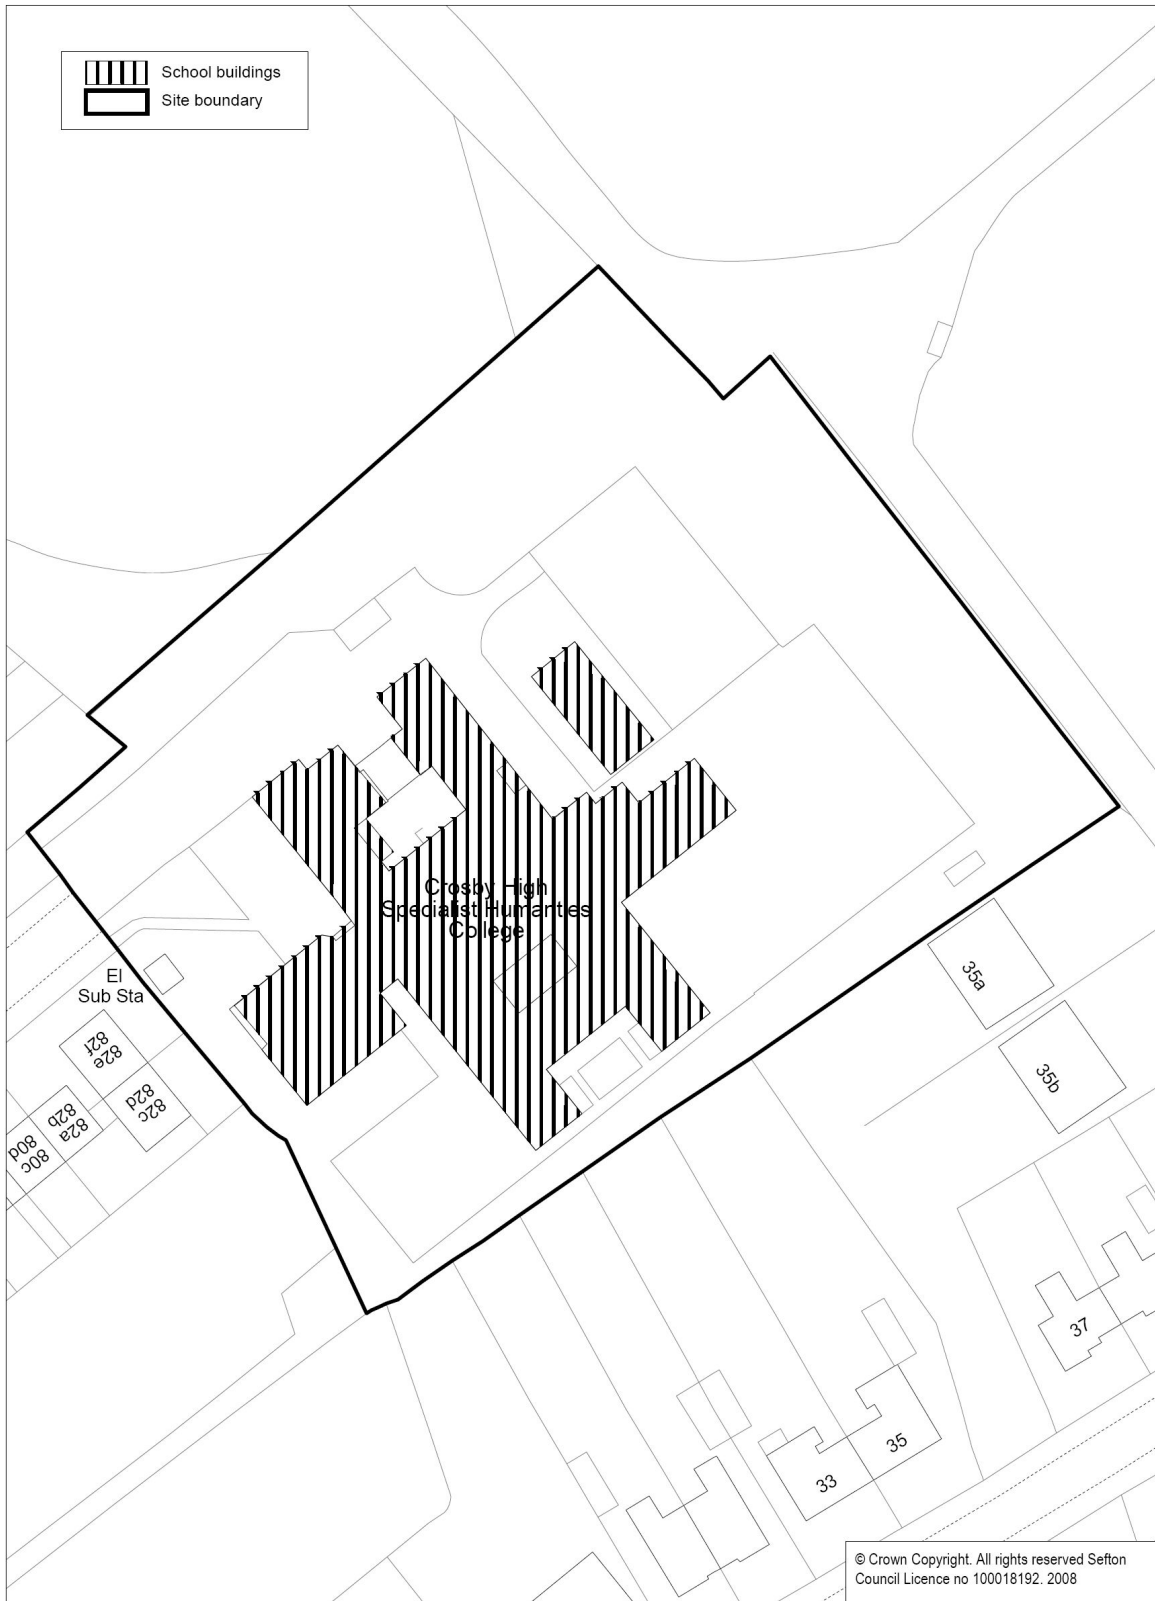 School buildings
Site boundary
Crosby High
Specialist Humanities
College
El
Sub Sta
82f
82e
82d
82c
82b
82a
80d
80c
35a
35b
37
35
33
© Crown Copyright. All rights reserved Sefton
Council Licence no 100018192. 2008